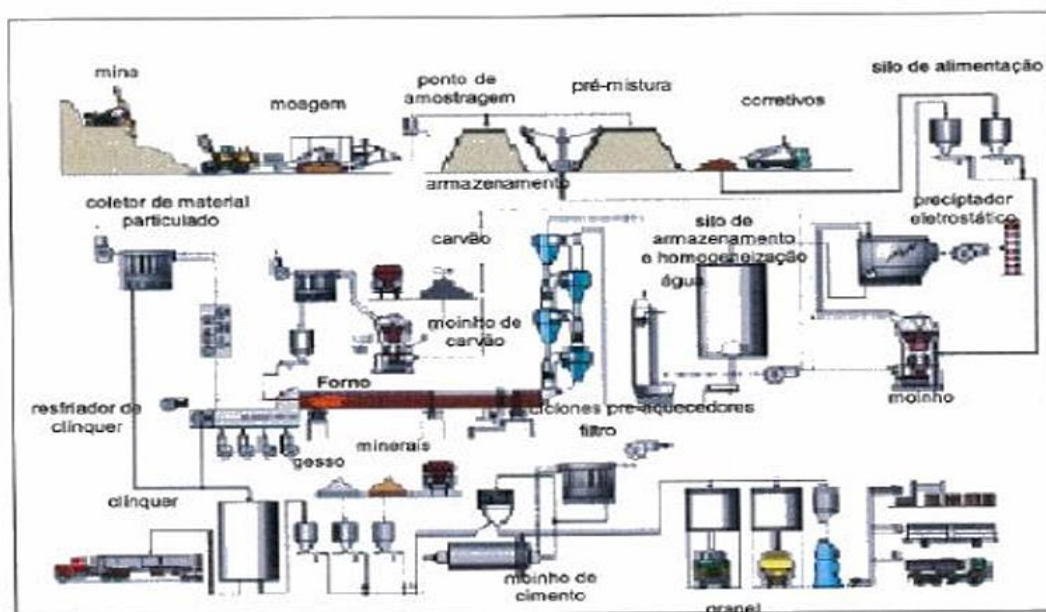 mina
moagem
ponto de
amostragem
pré-mistura
corretivos
silo de alimentação
armazenamento
coletor de material
particulado
carvão
silo de
armazenamento
e homogeneização
água
preciptador
eletrostático
moinho de
carvão
Forno
moinho
resfriador de
clínquer
ciclones pré-aquecedores
filtro
minerais
gesso
clínquer
moinho de
cimento
granel